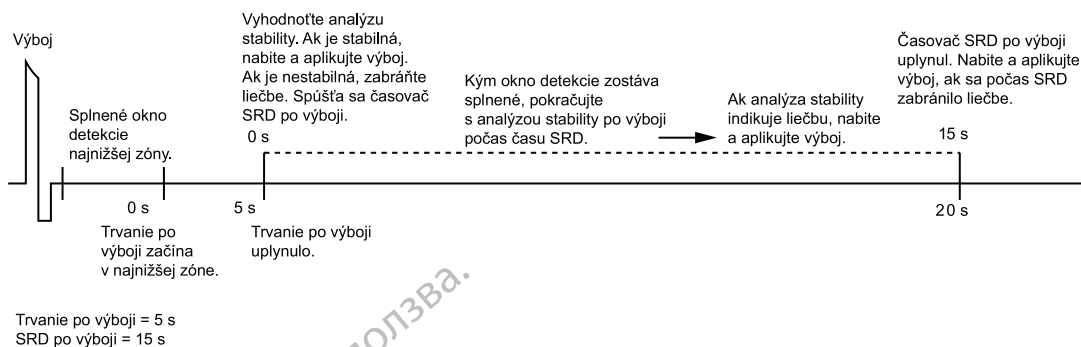 Výboj
Splnené okno
detekcie
najnižšej zóny.
Vyhodnoťte analýzu
stability. Ak je stabilná,
nabite a aplikujte výboj.
Ak je nestabilná, zabráňte
liečbe. Spúšťa sa časovač
SRD po výboji.
0 s
Kým okno detekcie zostáva
splnené, pokračujte
s analýzou stability po výboji
počas času SRD.
Ak analýza stability
indikuje liečbu, nabite
a aplikujte výboj.
Časovač SRD po výboji
uplynul. Nabite a aplikujte
výboj, ak sa počas SRD
zabránilo liečbe.
15 s
0 s
5 s
20 s
Trvanie po
výboji začína
v najnižšej zóne.
Trvanie po výboji
uplynulo.
Trvanie po výboji = 5 s
SRD po výboji = 15 s